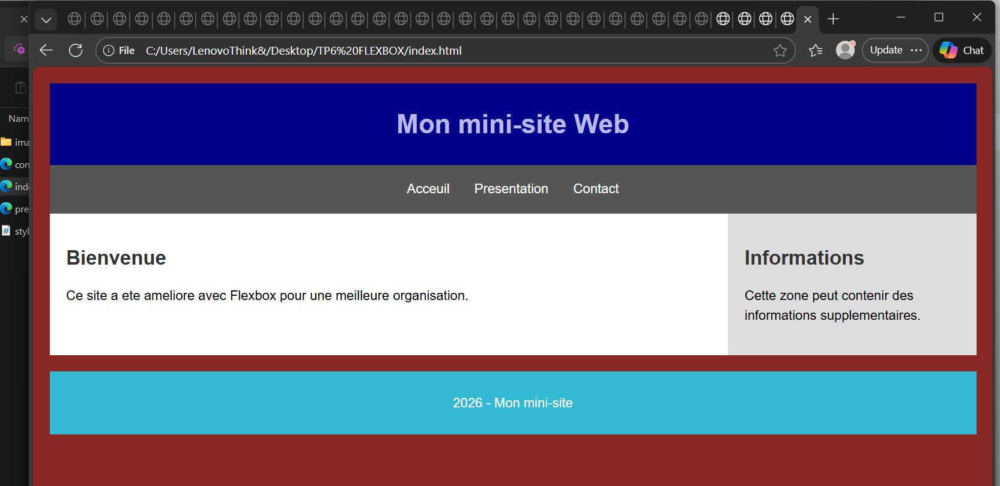 File C:/Users/LenovoThink&/Desktop/TP6%20FLEXBOX/index.html
Update
Chat
Nam
ima
con
inde
pre
styl
Mon mini-site Web
Acceuil Presentation Contact
Bienvenue
Ce site a ete ameliore avec Flexbox pour une meilleure organisation.
Informations
Cette zone peut contenir des
informations supplementaires.
2026 - Mon mini-site